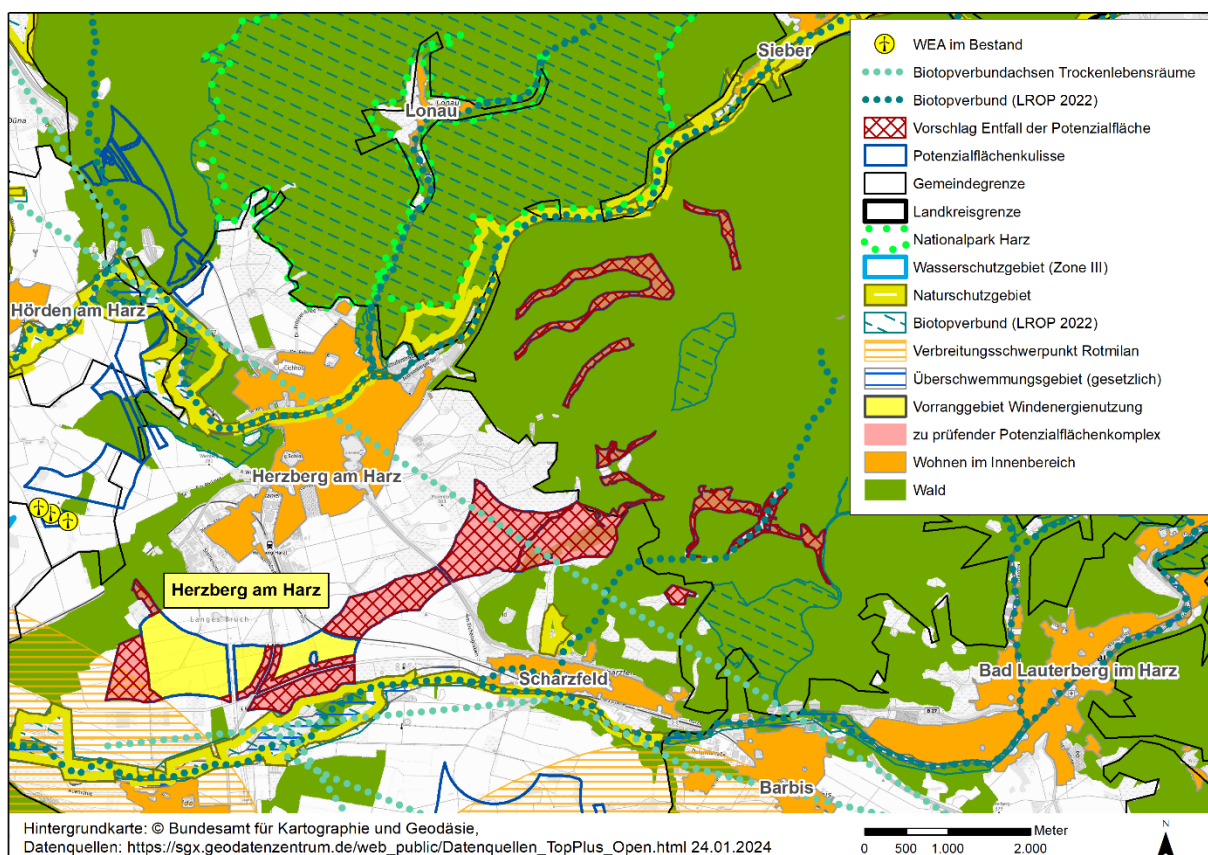 Sieber
Lonau
Lonau
Düna
Hörden am Harz
Herzberg am Harz
Herzberg am Harz
Langes Bruch
Scharzfeld
Bad Lauterberg im Harz
B 27
Barbis
WEA im Bestand
Biotopverbundachsen Trockenlebensräume
Biotopverbund (LROP 2022)
Vorschlag Entfall der Potenzialfläche
Potenzialflächenkulisse
Gemeindegrenze
Landkreisgrenze
Nationalpark Harz
Wasserschutzgebiet (Zone III)
Naturschutzgebiet
Biotopverbund (LROP 2022)
Verbreitungsschwerpunkt Rotmilan
Überschwemmungsgebiet (gesetzlich)
Vorranggebiet Windenergienutzung
zu prüfender Potenzialflächenkomplex
Wohnen im Innenbereich
Wald
Hintergrundkarte: © Bundesamt für Kartographie und Geodäsie,
Datenquellen: https://sgx.geodatenzentrum.de/web_public/Datenquellen_TopPlus_Open.html 24.01.2024
Meter
0 500 1.000 2.000
N